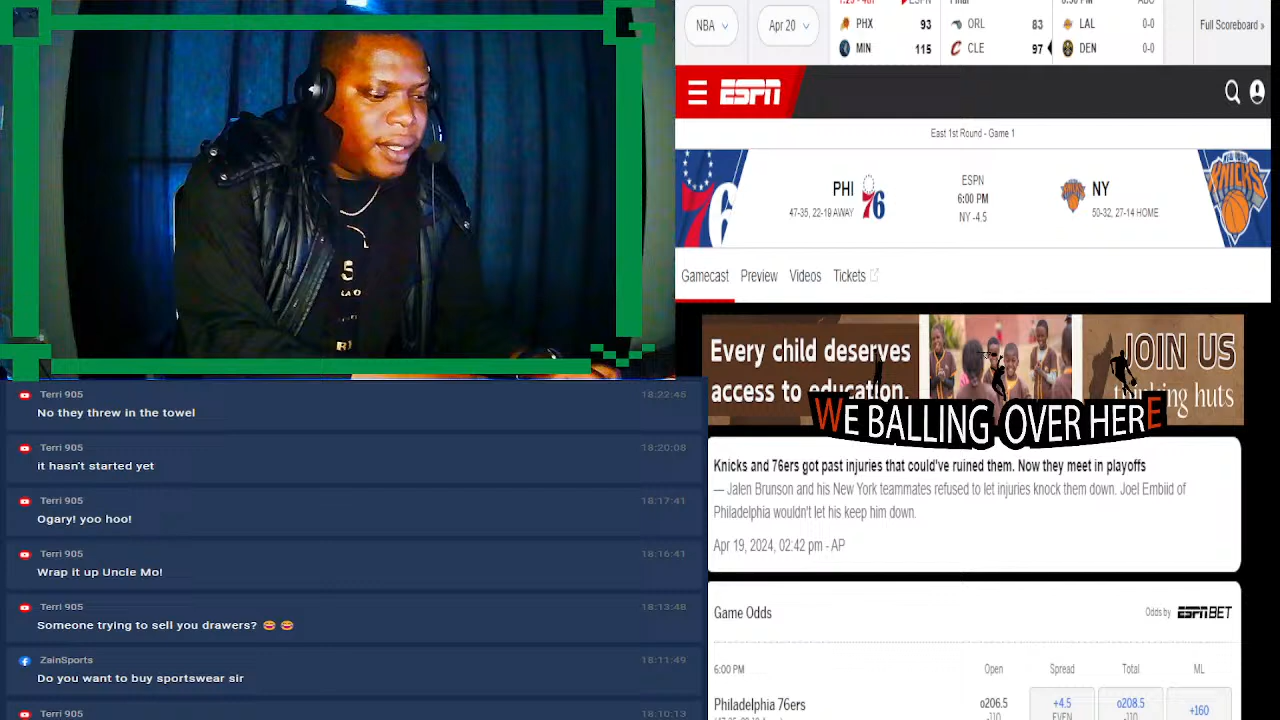 NBA
Apr 20
ESPN
PHX 93
MIN 115
Final
ORL 83
CLE 97
LAL 0-0
DEN 0-0
Full Scoreboard »
ESPN
East 1st Round - Game 1
PHI
47-35, 22-19 AWAY
76
ESPN
6:00 PM
NY -4.5
NY
50-32, 27-14 HOME
KNICKS
Gamecast
Preview
Videos
Tickets
Every child deserves
access to education.
JOIN US
WE BALLING OVER HERE
Knicks and 76ers got past injuries that could've ruined them. Now they meet in playoffs
— Jalen Brunson and his New York teammates refused to let injuries knock them down. Joel Embiid of
Philadelphia wouldn't let his keep him down.
Apr 19, 2024, 02:42 pm - AP
Game Odds
Odds by ESPN BET
6:00 PM
Open
Spread
Total
ML
Philadelphia 76ers
o206.5
-110
+4.5
EVEN
o208.5
-110
+160
Terri 905
18:22:45
No they threw in the towel
Terri 905
18:20:08
it hasn't started yet
Terri 905
18:17:41
Ogary! yoo hoo!
Terri 905
18:16:41
Wrap it up Uncle Mo!
Terri 905
18:13:48
Someone trying to sell you drawers?
ZainSports
18:11:49
Do you want to buy sportswear sir
Terri 905
18:10:13